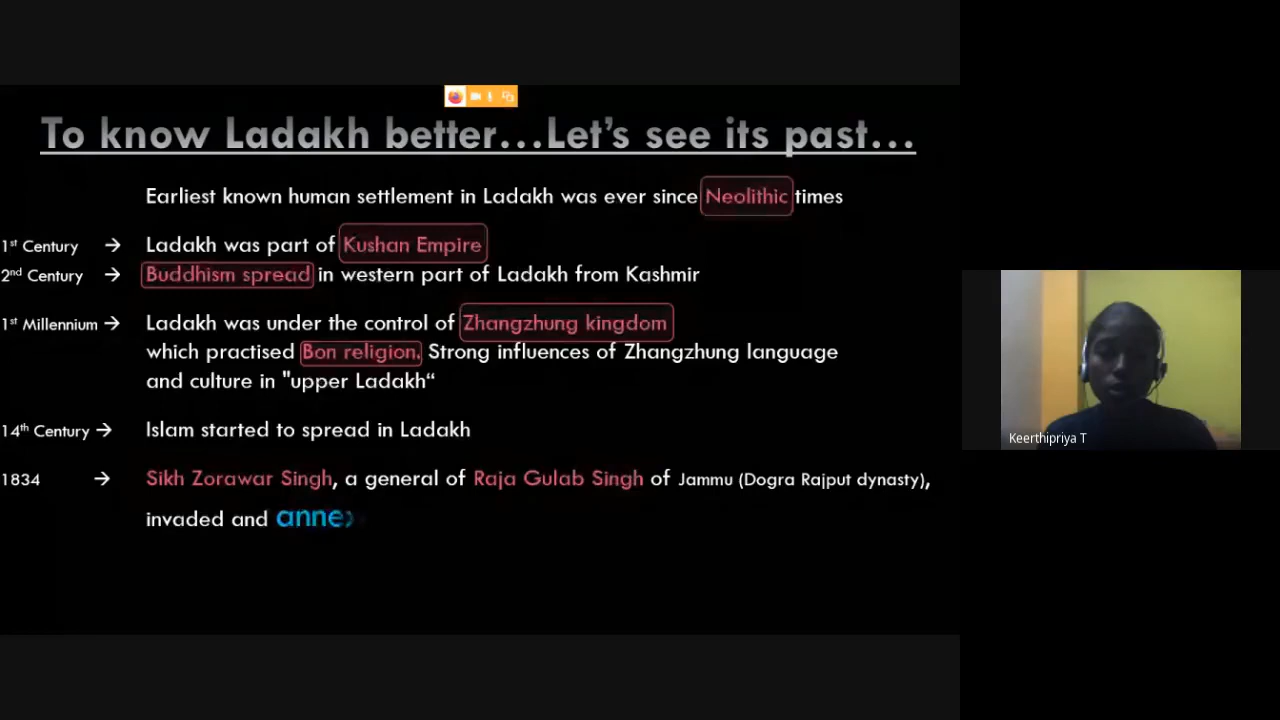 To know Ladakh better...Let's see its past...
Earliest known human settlement in Ladakh was ever since Neolithic times
1st Century → Ladakh was part of Kushan Empire
2nd Century → Buddhism spread in western part of Ladakh from Kashmir
1st Millennium → Ladakh was under the control of Zhangzhung kingdom
which practised Bon religion. Strong influences of Zhangzhung language
and culture in "upper Ladakh“
14th Century → Islam started to spread in Ladakh
1834 → Sikh Zorawar Singh, a general of Raja Gulab Singh of Jammu (Dogra Rajput dynasty),
invaded and
Keerthipriya T